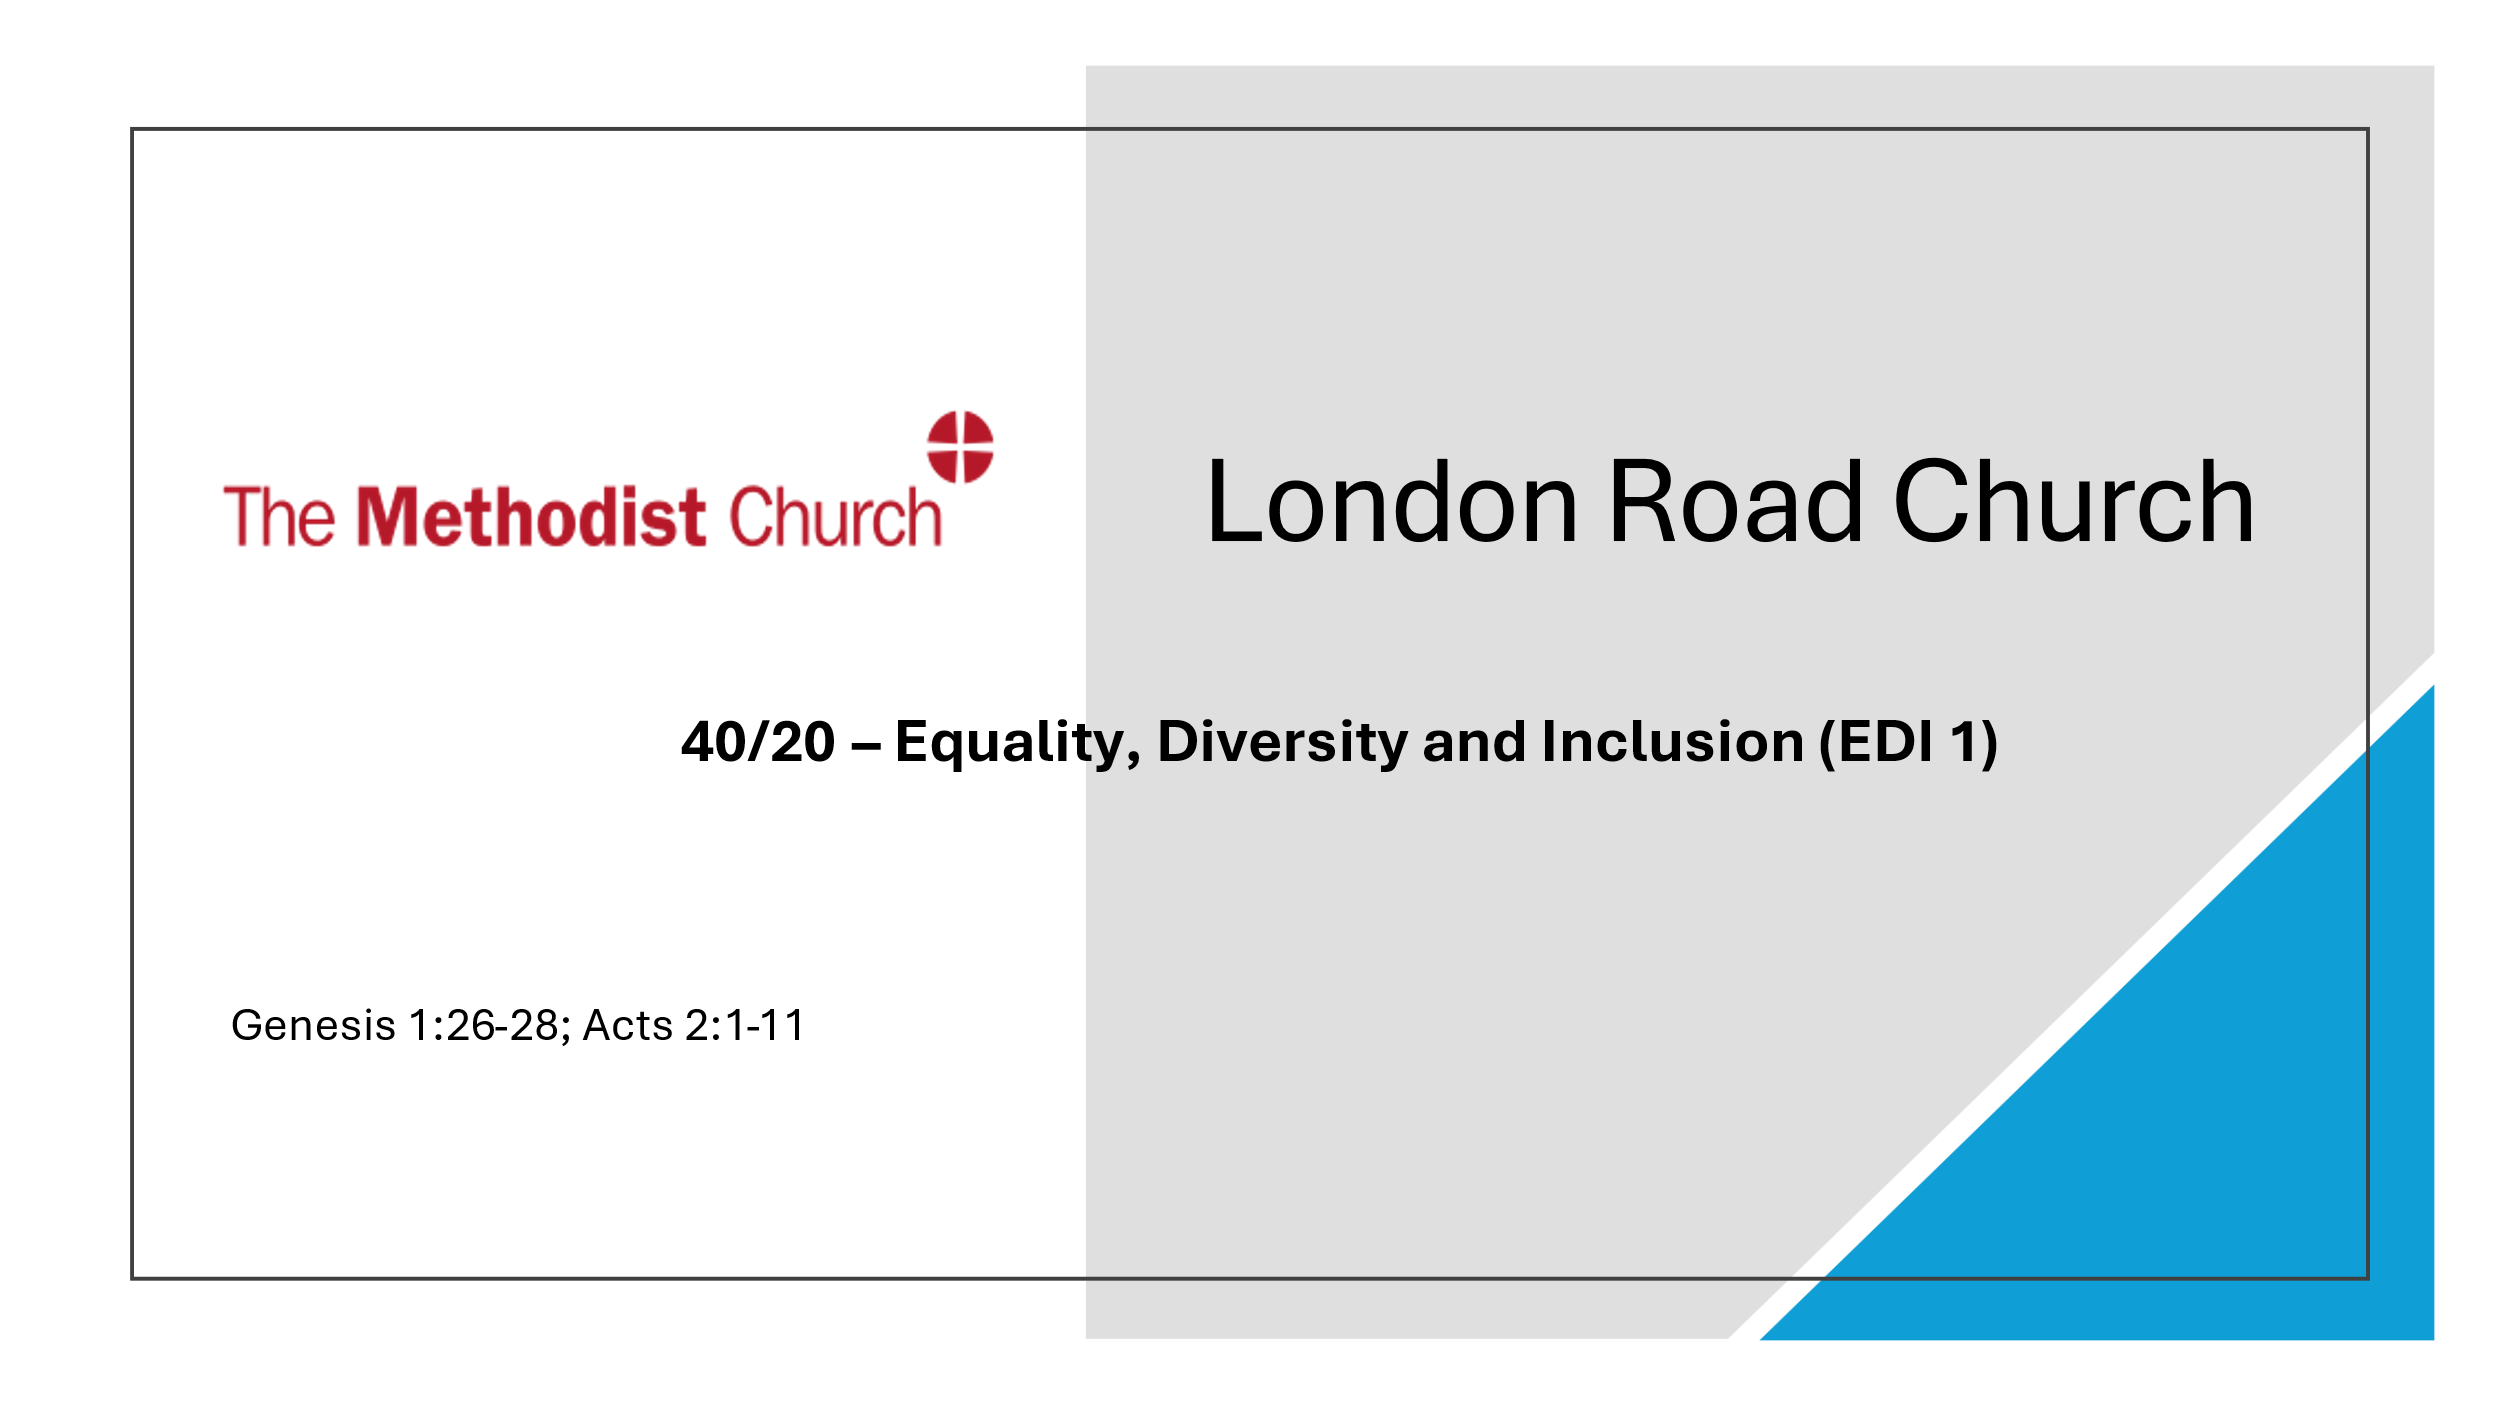 The Methodist Church
London Road Church
40/20 – Equality, Diversity and Inclusion (EDI 1)
Genesis 1:26-28; Acts 2:1-11